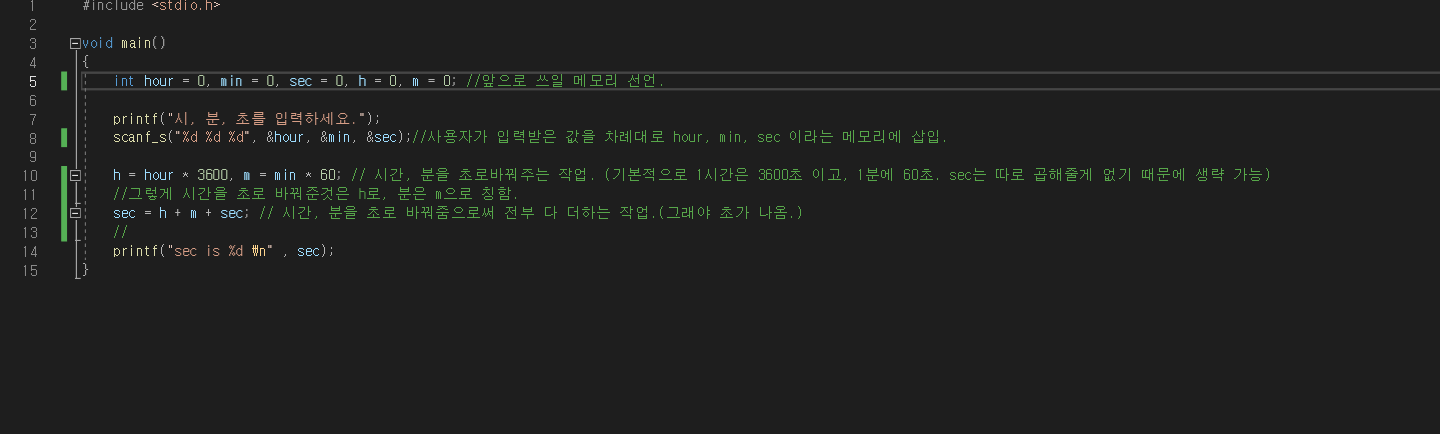 1 #include <stdio.h>
2
3 void main()
4 {
5 int hour = 0, min = 0, sec = 0, h = 0, m = 0; //앞으로 쓰일 메모리 선언.
6
7 printf("시, 분, 초를 입력하세요.");
8 scanf_s("%d %d %d", &hour, &min, &sec);//사용자가 입력받은 값을 차례대로 hour, min, sec 이라는 메모리에 삽입.
9
10 h = hour * 3600, m = min * 60; // 시간, 분을 초로바꿔주는 작업. (기본적으로 1시간은 3600초 이고, 1분에 60초. sec는 따로 곱해줄게 없기 때문에 생략 가능)
11 //그렇게 시간을 초로 바꿔준것은 h로, 분은 m으로 칭함.
12 sec = h + m + sec; // 시간, 분을 초로 바꿔줌으로써 전부 다 더하는 작업.(그래야 초가 나옴.)
13 //
14 printf("sec is %d ₩n" , sec);
15 }